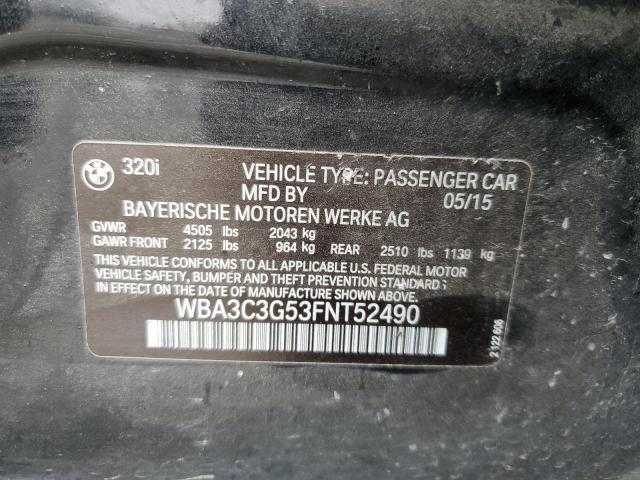 BMW
320i VEHICLE TYPE: PASSENGER CAR
MFD BY 05/15
BAYERISCHE MOTOREN WERKE AG
GVWR 4505 lbs 2043 kg
GAWR FRONT 2125 lbs 964 kg REAR 2510 lbs 1139 kg
THIS VEHICLE CONFORMS TO ALL APPLICABLE U.S. FEDERAL MOTOR
VEHICLE SAFETY, BUMPER AND THEFT PREVENTION STANDARDS
IN EFFECT ON THE DATE OF MANUFACTURE SHOWN ABOVE.
WBA3C3G53FNT52490
2122606